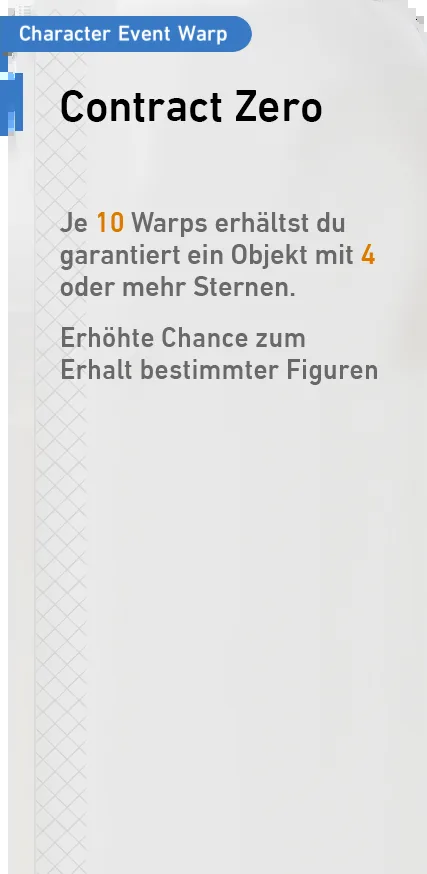 Character Event Warp
Contract Zero
Je 10 Warps erhältst du
garantiert ein Objekt mit 4
oder mehr Sternen.
Erhöhte Chance zum
Erhalt bestimmter Figuren